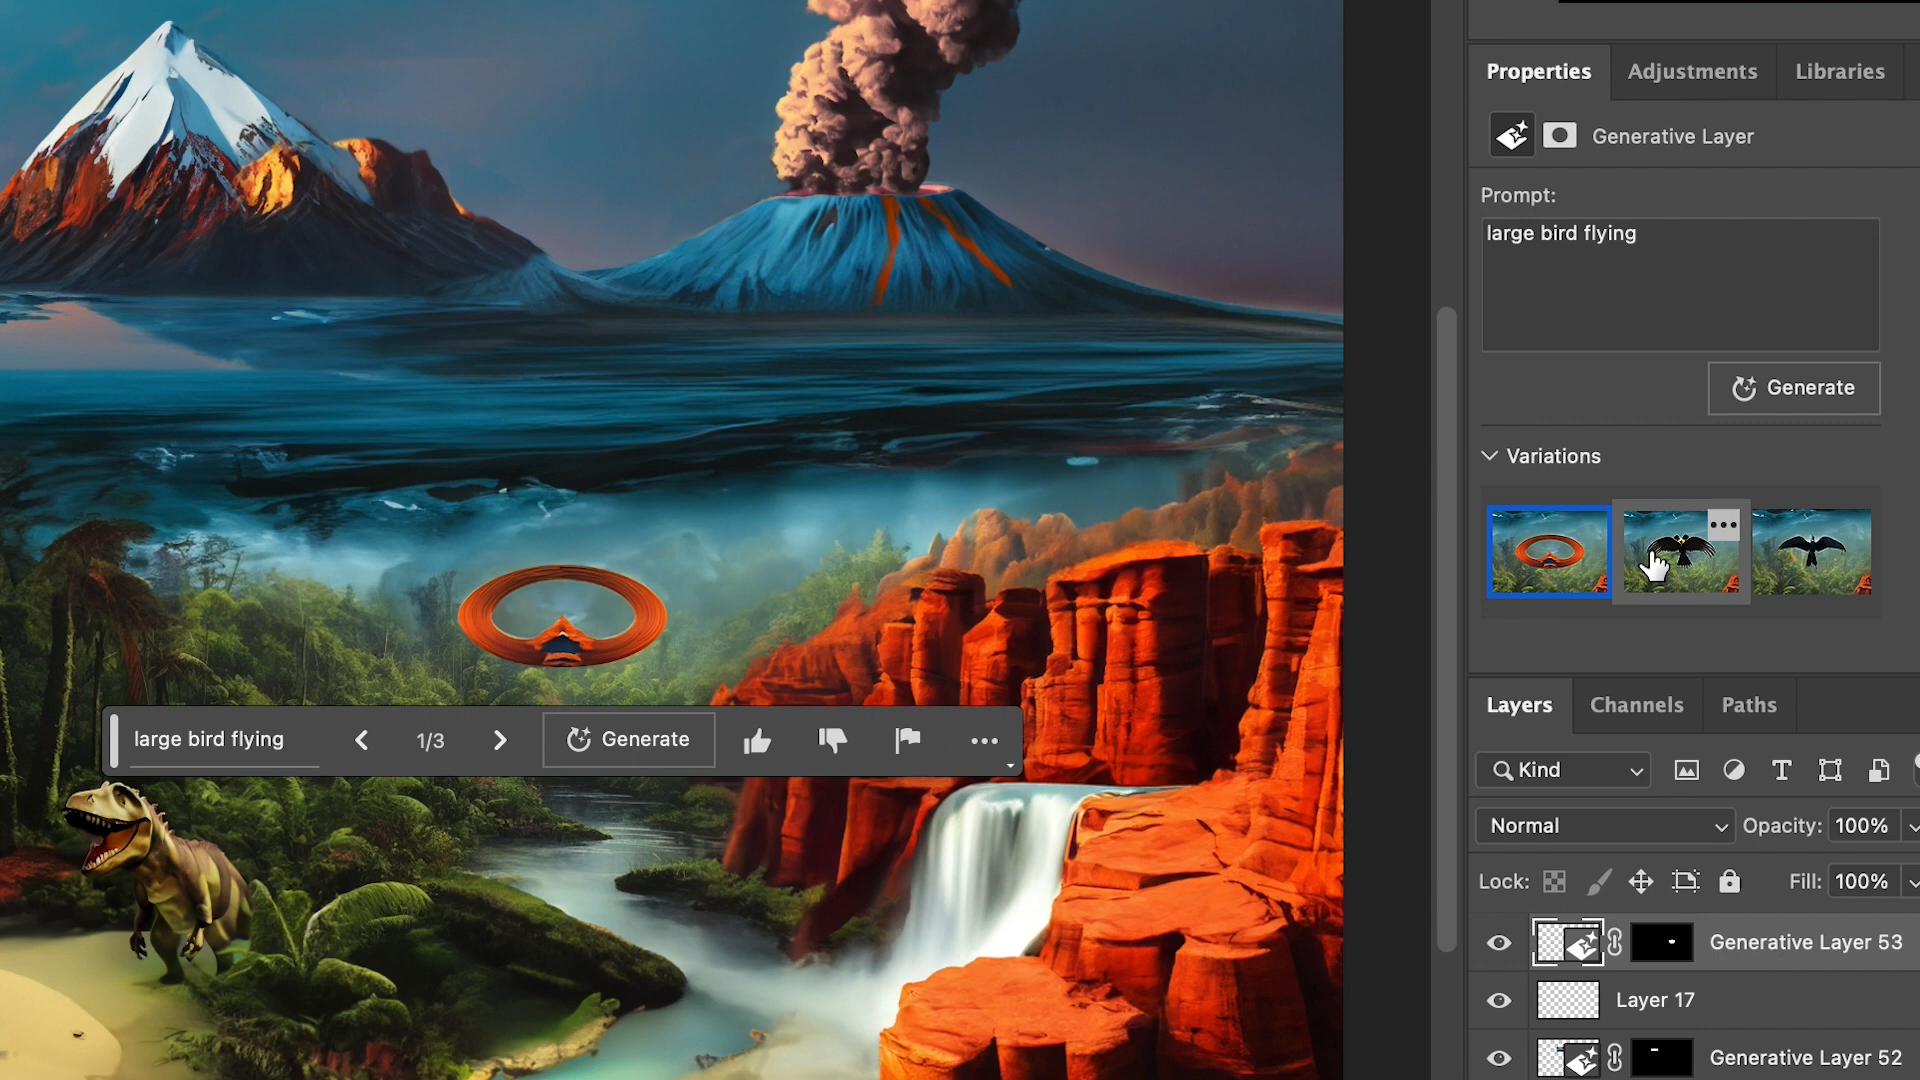 Properties
Adjustments
Libraries
Generative Layer
Prompt:
large bird flying
Generate
Variations
large bird flying
1/3
Generate
Layers
Channels
Paths
Kind
Normal
Opacity: 100%
Lock:
Fill: 100%
Generative Layer 53
Layer 17
Generative Layer 52